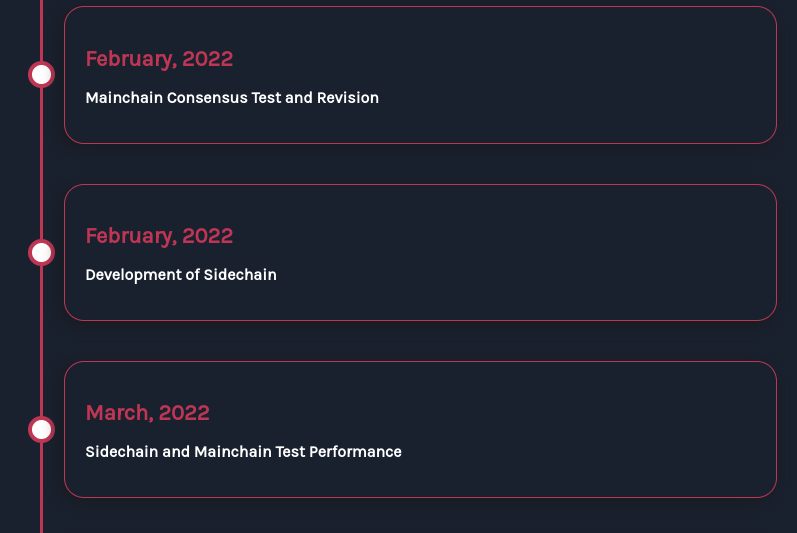 February, 2022
Mainchain Consensus Test and Revision
February, 2022
Development of Sidechain
March, 2022
Sidechain and Mainchain Test Performance